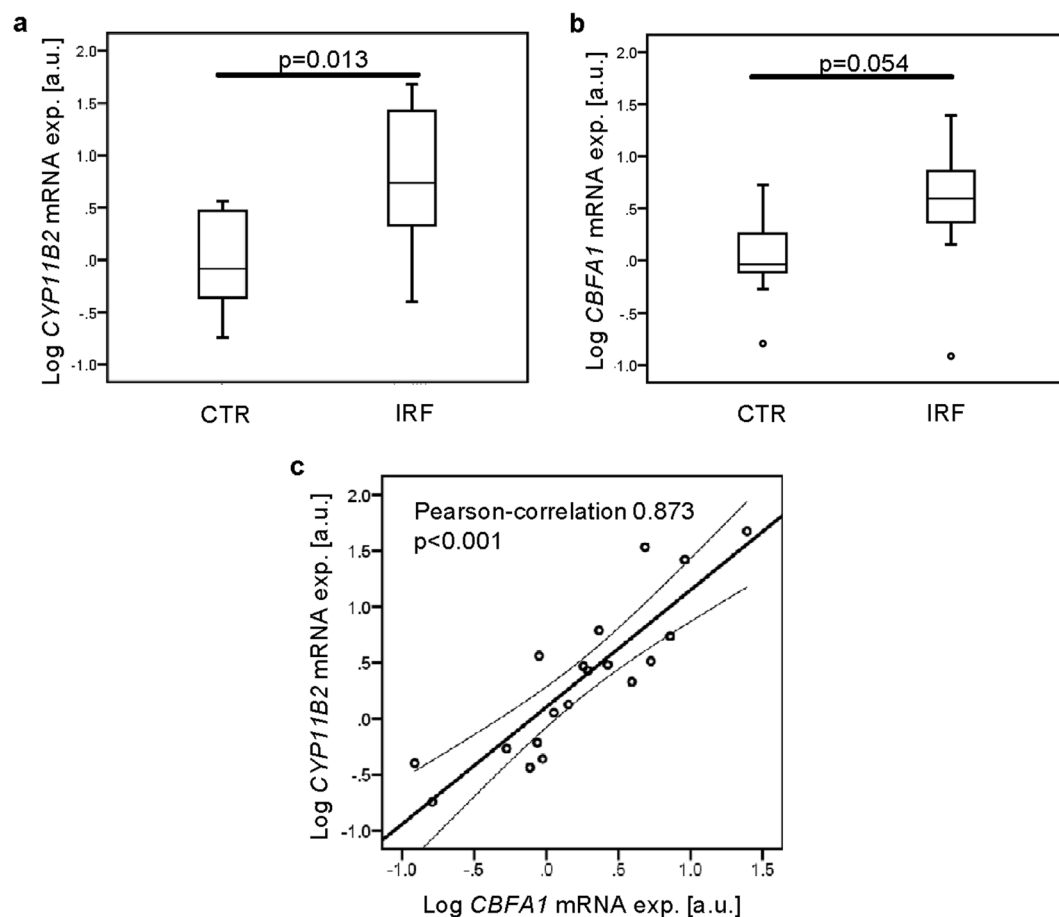 a
p=0.013
Log CYP11B2 mRNA exp. [a.u.]
2.0
1.5
1.0
.5
.0
-.5
-1.0
CTR
IRF
b
p=0.054
Log CBFA1 mRNA exp. [a.u.]
2.0
1.5
1.0
.5
.0
-.5
-1.0
CTR
IRF
c
Pearson-correlation 0.873
p<0.001
Log CYP11B2 mRNA exp. [a.u.]
2.0
1.5
1.0
.5
.0
-.5
-1.0
-1.0 -.5 .0 .5 1.0 1.5
Log CBFA1 mRNA exp. [a.u.]